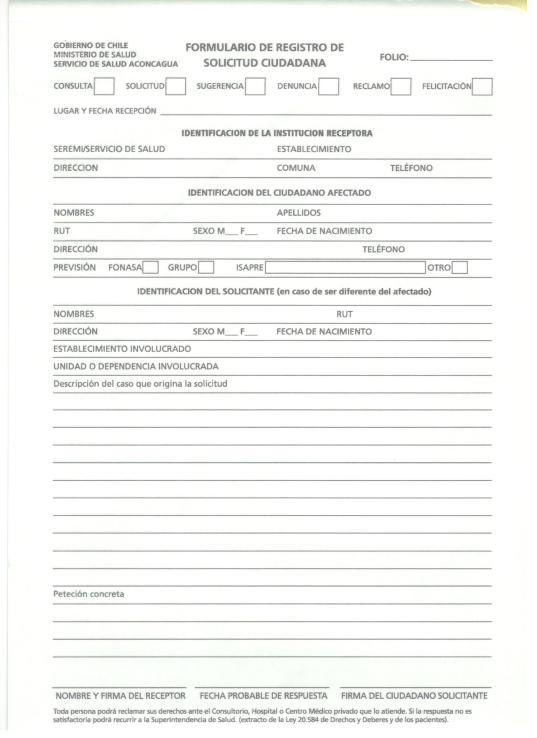 GOBIERNO DE CHILE
MINISTERIO DE SALUD
SERVICIO DE SALUD ACONCAGUA
FORMULARIO DE REGISTRO DE
SOLICITUD CIUDADANA
FOLIO:
CONSULTA SOLICITUD SUGERENCIA DENUNCIA RECLAMO FELICITACIÓN
LUGAR Y FECHA RECEPCIÓN
IDENTIFICACION DE LA INSTITUCION RECEPTORA
SEREMI/SERVICIO DE SALUD ESTABLECIMIENTO
DIRECCION COMUNA TELÉFONO
IDENTIFICACION DEL CIUDADANO AFECTADO
NOMBRES APELLIDOS
RUT SEXO M___ F___ FECHA DE NACIMIENTO
DIRECCIÓN TELÉFONO
PREVISIÓN FONASA GRUPO ISAPRE OTRO
IDENTIFICACION DEL SOLICITANTE (en caso de ser diferente del afectado)
NOMBRES RUT
DIRECCIÓN SEXO M___ F___ FECHA DE NACIMIENTO
ESTABLECIMIENTO INVOLUCRADO
UNIDAD O DEPENDENCIA INVOLUCRADA
Descripción del caso que origina la solicitud
Peteción concreta
NOMBRE Y FIRMA DEL RECEPTOR FECHA PROBABLE DE RESPUESTA FIRMA DEL CIUDADANO SOLICITANTE
Toda persona podrá reclamar sus derechos ante el Consultorio, Hospital o Centro Médico privado que lo atiende. Si la respuesta no es
satisfactoria podrá recurrir a la Superintendencia de Salud. (extracto de la Ley 20.584 de Drechos y Deberes y de los pacientes).